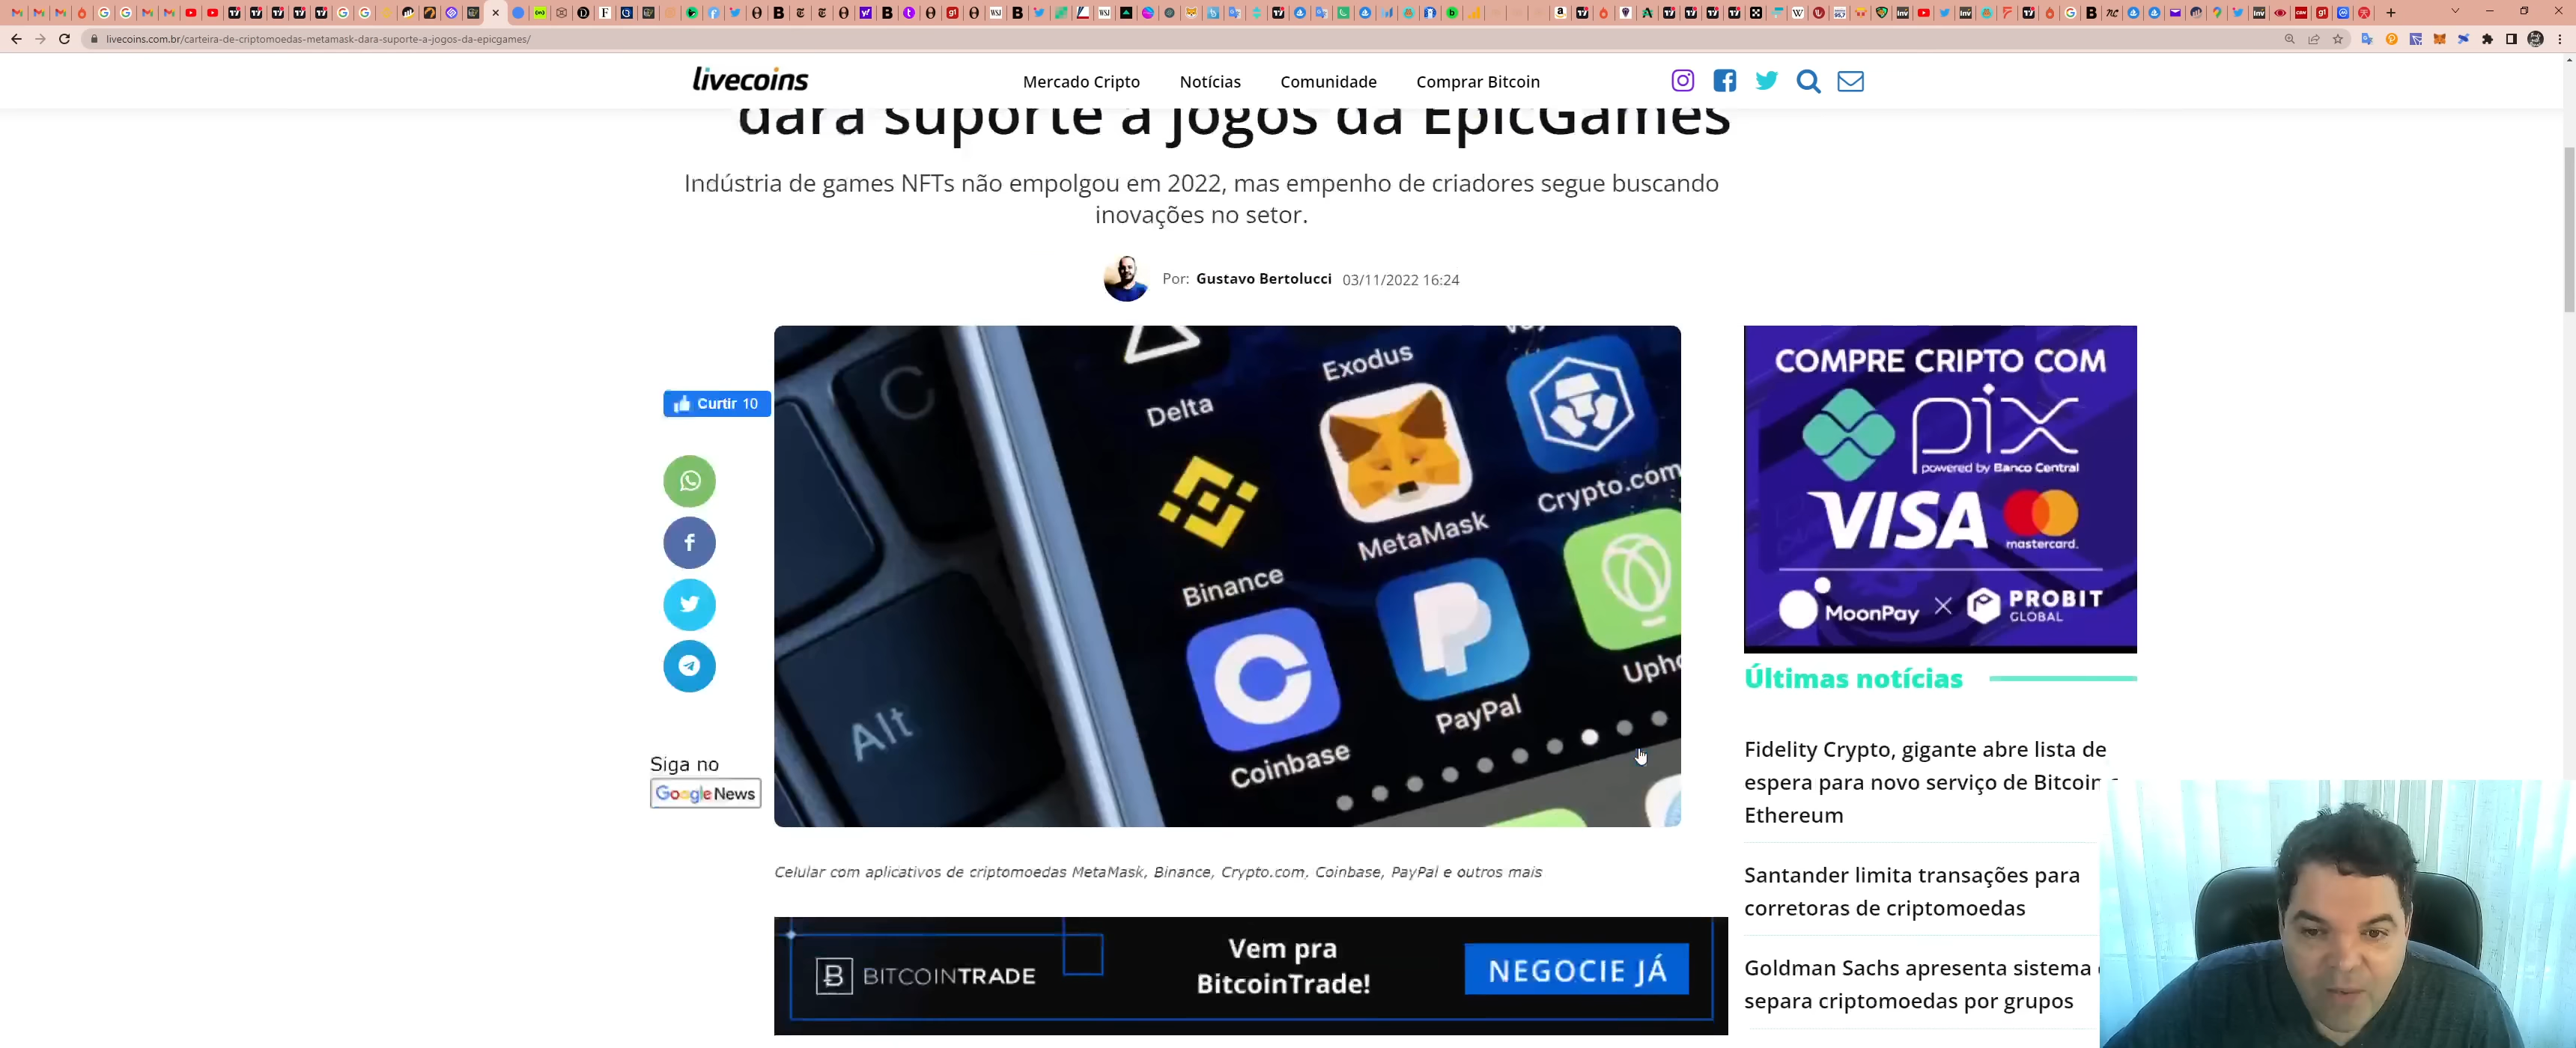 livecoins.com.br/carteira-de-criptomoedas-metamask-dara-suporte-a-jogos-da-epicgames/
livecoins
Mercado Cripto
Notícias
Comunidade
Comprar Bitcoin
dará suporte a jogos da EpicGames
Indústria de games NFTs não empolgou em 2022, mas empenho de criadores segue buscando
inovações no setor.
Por: Gustavo Bertolucci 03/11/2022 16:24
Curtir 10
Siga no
Google News
C
Alt
Exodus
Delta
Crypto.com
MetaMask
Binance
PayPal
Coinbase
Upho
Celular com aplicativos de criptomoedas MetaMask, Binance, Crypto.com, Coinbase, PayPal e outros mais
BITCOINTRADE
Vem pra
BitcoinTrade!
NEGOCIE JÁ
COMPRE CRIPTO COM
pix
powered by Banco Central
VISA
mastercard.
MoonPay X PROBIT
GLOBAL
Últimas notícias
Fidelity Crypto, gigante abre lista de
espera para novo serviço de Bitcoin
Ethereum
Santander limita transações para
corretoras de criptomoedas
Goldman Sachs apresenta sistema
separa criptomoedas por grupos